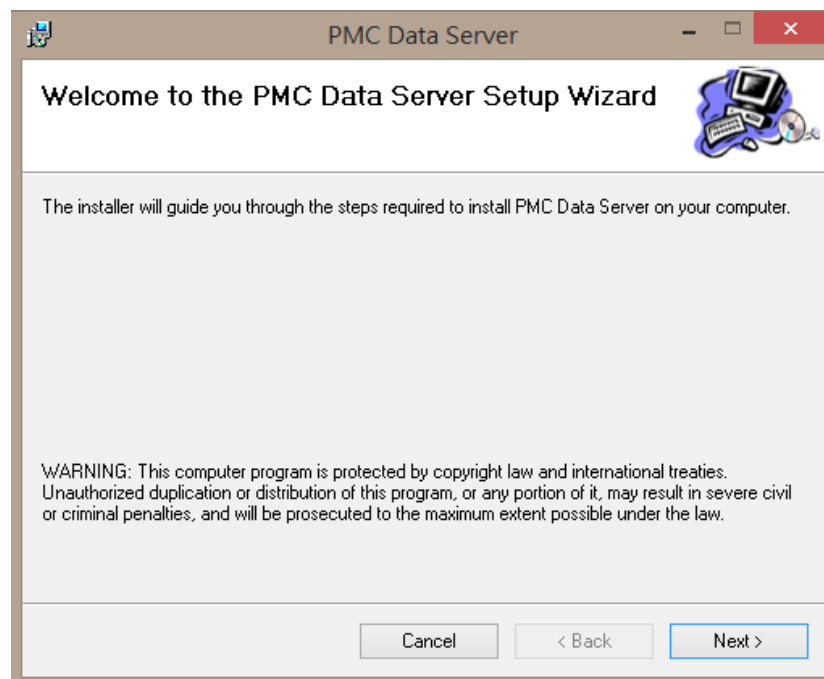 PMC Data Server
Welcome to the PMC Data Server Setup Wizard
The installer will guide you through the steps required to install PMC Data Server on your computer.
WARNING: This computer program is protected by copyright law and international treaties.
Unauthorized duplication or distribution of this program, or any portion of it, may result in severe civil
or criminal penalties, and will be prosecuted to the maximum extent possible under the law.
Cancel
< Back
Next >